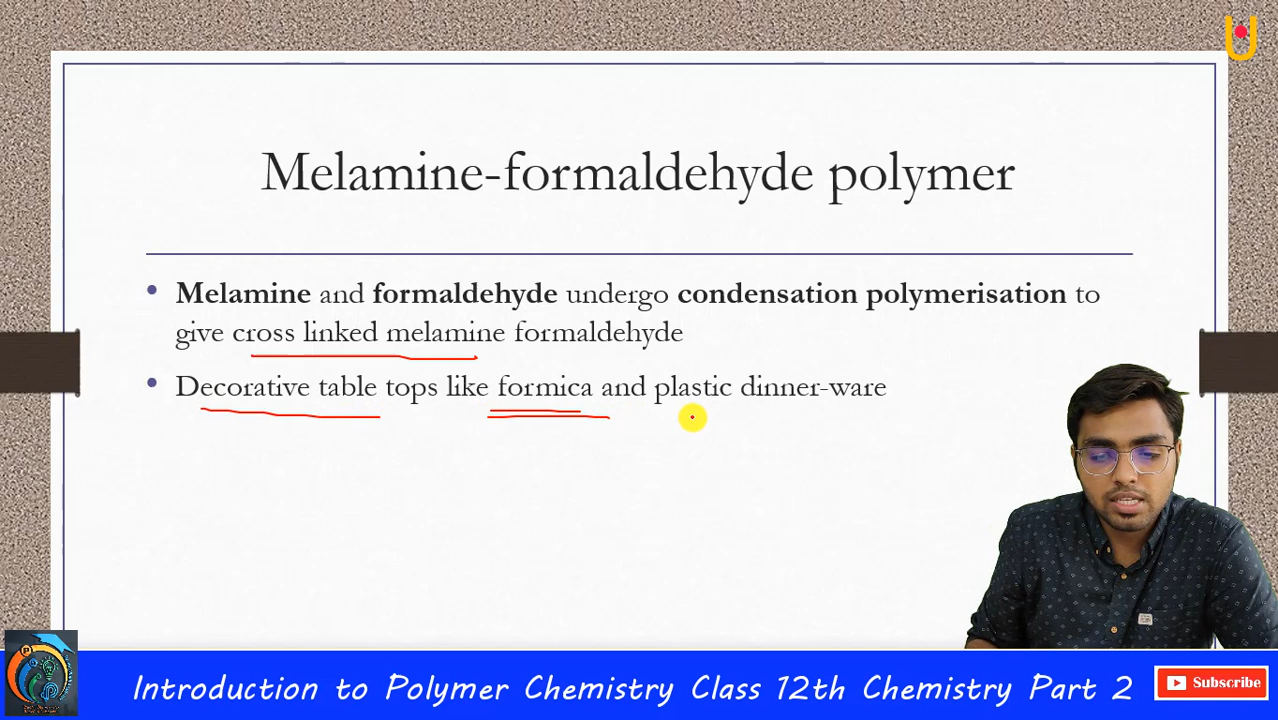 Melamine-formaldehyde polymer
• Melamine and formaldehyde undergo condensation polymerisation to
give cross linked melamine formaldehyde
• Decorative table tops like formica and plastic dinner-ware
Introduction to Polymer Chemistry Class 12th Chemistry Part 2
Subscribe